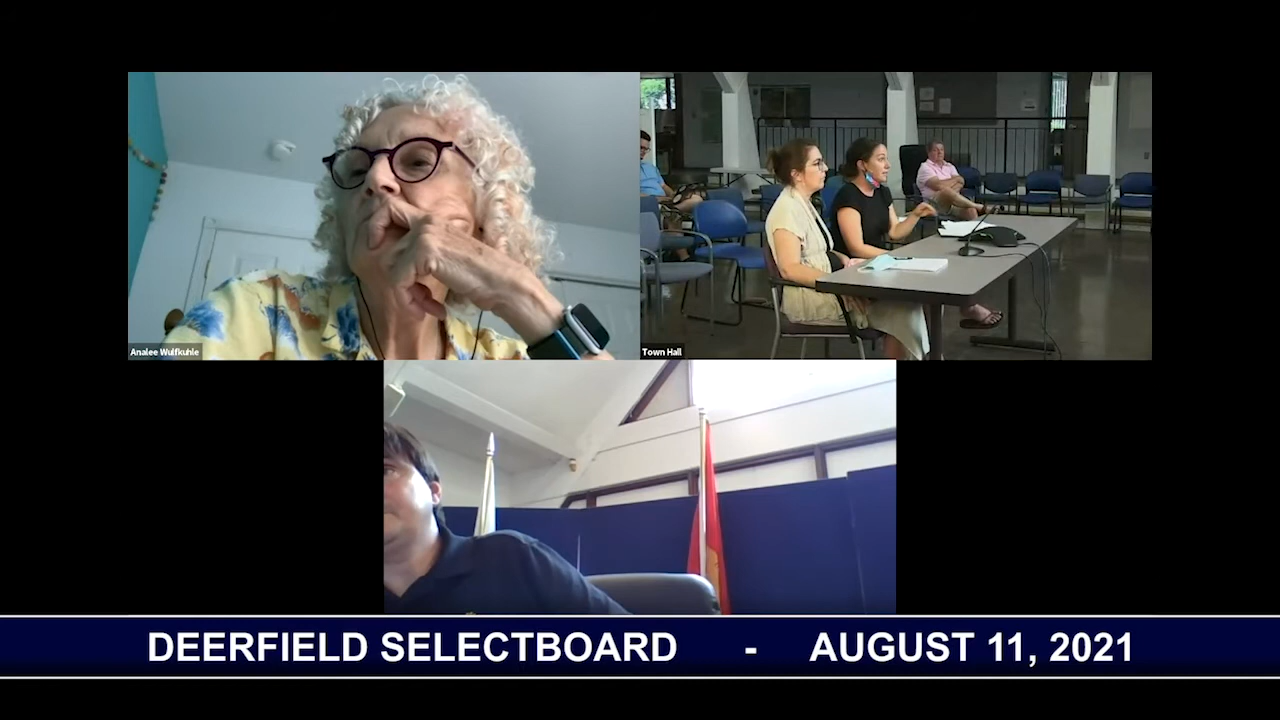 Analee Wulfkuhle
Town Hall
DEERFIELD SELECTBOARD - AUGUST 11, 2021